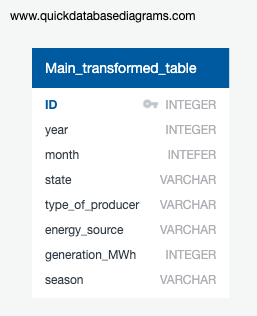 www.quickdatabasediagrams.com
Main_transformed_table
ID INTEGER
year INTEGER
month INTEFER
state VARCHAR
type_of_producer VARCHAR
energy_source VARCHAR
generation_MWh INTEGER
season VARCHAR